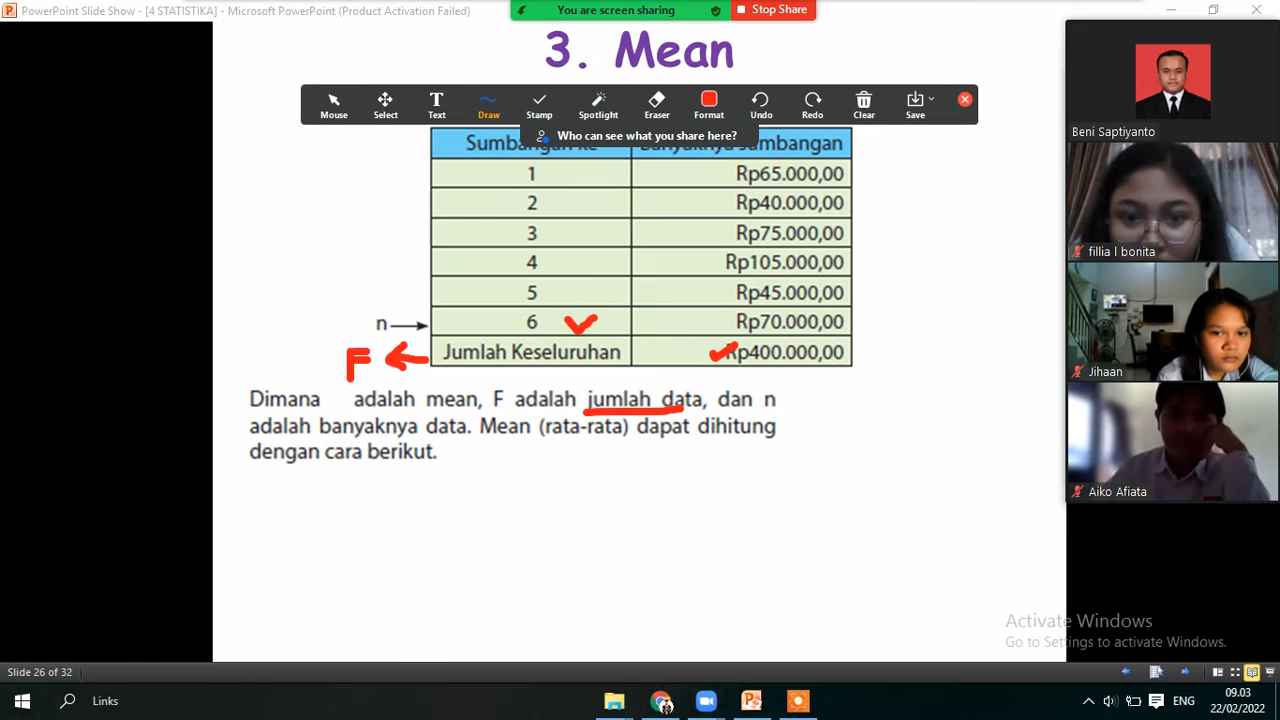 PowerPoint Slide Show - [4 STATISTIKA] - Microsoft PowerPoint (Product Activation Failed)
You are screen sharing
Stop Share
3. Mean
Mouse Select Text Draw Stamp Spotlight Eraser Format Undo Redo Clear Save
Who can see what you share here?
Sumbangan ke Banyaknya Sumbangan
1 Rp65.000,00
2 Rp40.000,00
3 Rp75.000,00
4 Rp105.000,00
5 Rp45.000,00
n 6 Rp70.000,00
F Jumlah Keseluruhan Rp400.000,00
Dimana adalah mean, F adalah jumlah data, dan n
adalah banyaknya data. Mean (rata-rata) dapat dihitung
dengan cara berikut.
Beni Saptiyanto
fillia l bonita
Jihaan
Aiko Afiata
Activate Windows
Go to Settings to activate Windows.
Slide 26 of 32
Links
ENG
09.03
22/02/2022